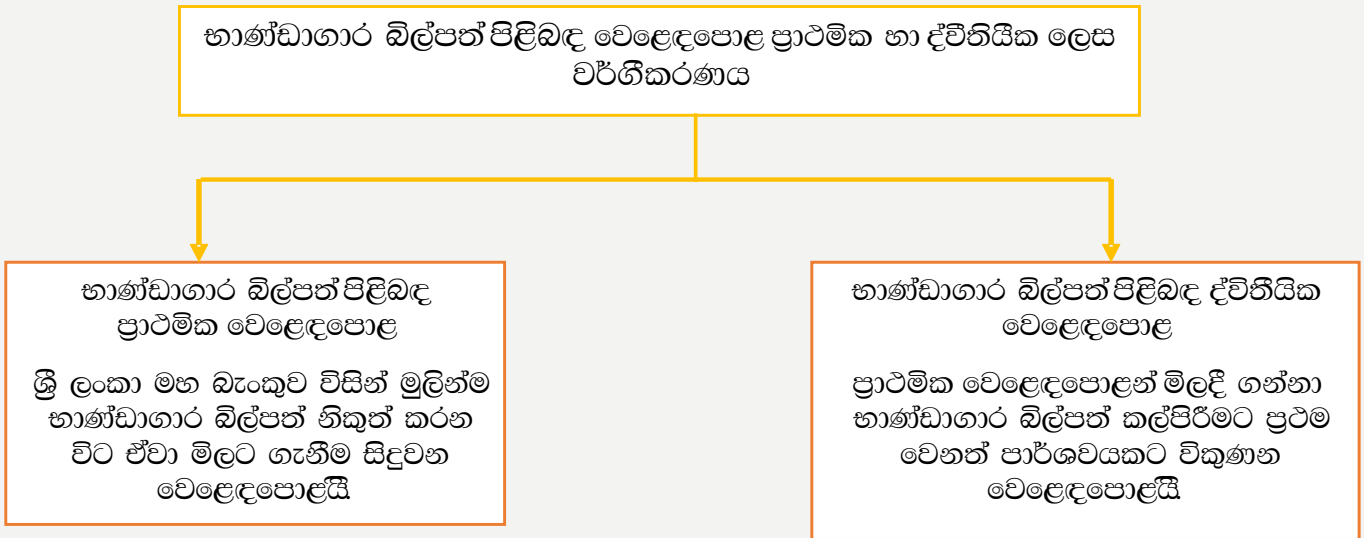 භාණ්ඩාගාර බිල්පත් පිළිබඳ වෙළෙඳපොළ ප්‍රාථමික හා ද්වීතියීක ලෙස
වර්ගීකරණය
භාණ්ඩාගාර බිල්පත් පිළිබඳ
ප්‍රාථමික වෙළෙඳපොළ
ශ්‍රී ලංකා මහ බැංකුව විසින් මුලින්ම
භාණ්ඩාගාර බිල්පත් නිකුත් කරන
විට ඒවා මිලට ගැනීම සිදුවන
වෙළෙඳපොළයි
භාණ්ඩාගාර බිල්පත් පිළිබඳ ද්විතීයික
වෙළෙඳපොළ
ප්‍රාථමික වෙළෙඳපොළන් මිලදී ගන්නා
භාණ්ඩාගාර බිල්පත් කල්පිරීමට ප්‍රථම
වෙනත් පාර්ශවයකට විකුණන
වෙළෙඳපොළයි